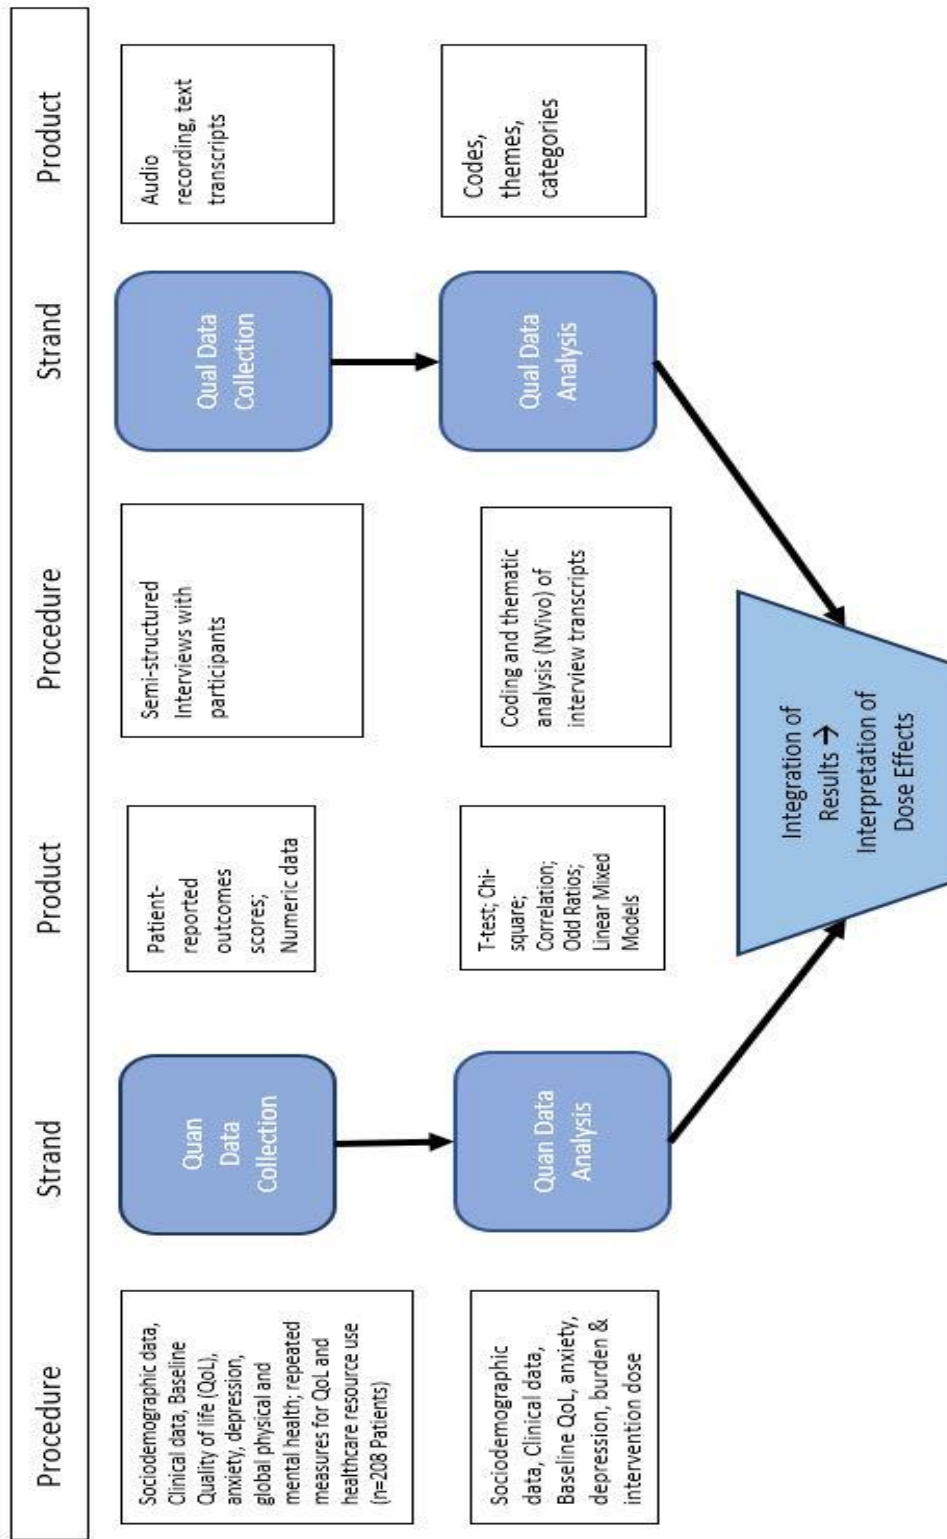 Procedure Strand Product Procedure Strand Product
Sociodemographic data,
Clinical data, Baseline
Quality of life (QoL),
anxiety, depression,
global physical and
mental health; repeated
measures for QoL and
healthcare resource use
(n=208 Patients)
Quan
Data
Collection
Patient-
reported
outcomes
scores;
Numeric data
Semi-structured
Interviews with
participants
Qual Data
Collection
Audio
recording, text
transcripts
Sociodemographic
data, Clinical data,
Baseline QoL, anxiety,
depression, burden &
intervention dose
Quan Data
Analysis
T-test; Chi-
square;
Correlation;
Odd Ratios;
Linear Mixed
Models
Coding and thematic
analysis (NVivo) of
interview transcripts
Qual Data
Analysis
Codes,
themes,
categories
Integration of
Results →
Interpretation of
Dose Effects